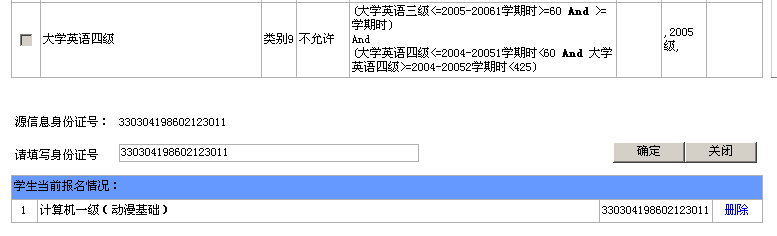 大学英语四级 类别9 不允许 (大学英语三级<=2005-20061学期时>=60 And >=
学期时)
And
(大学英语四级<=2004-20051学期时<60 And 大学
英语四级>=2004-20052学期时<425) ,2005
级,
源信息身份证号： 330304198602123011
请填写身份证号 330304198602123011 确定 关闭
学生当前报名情况：
1 计算机一级（动漫基础） 330304198602123011 删除